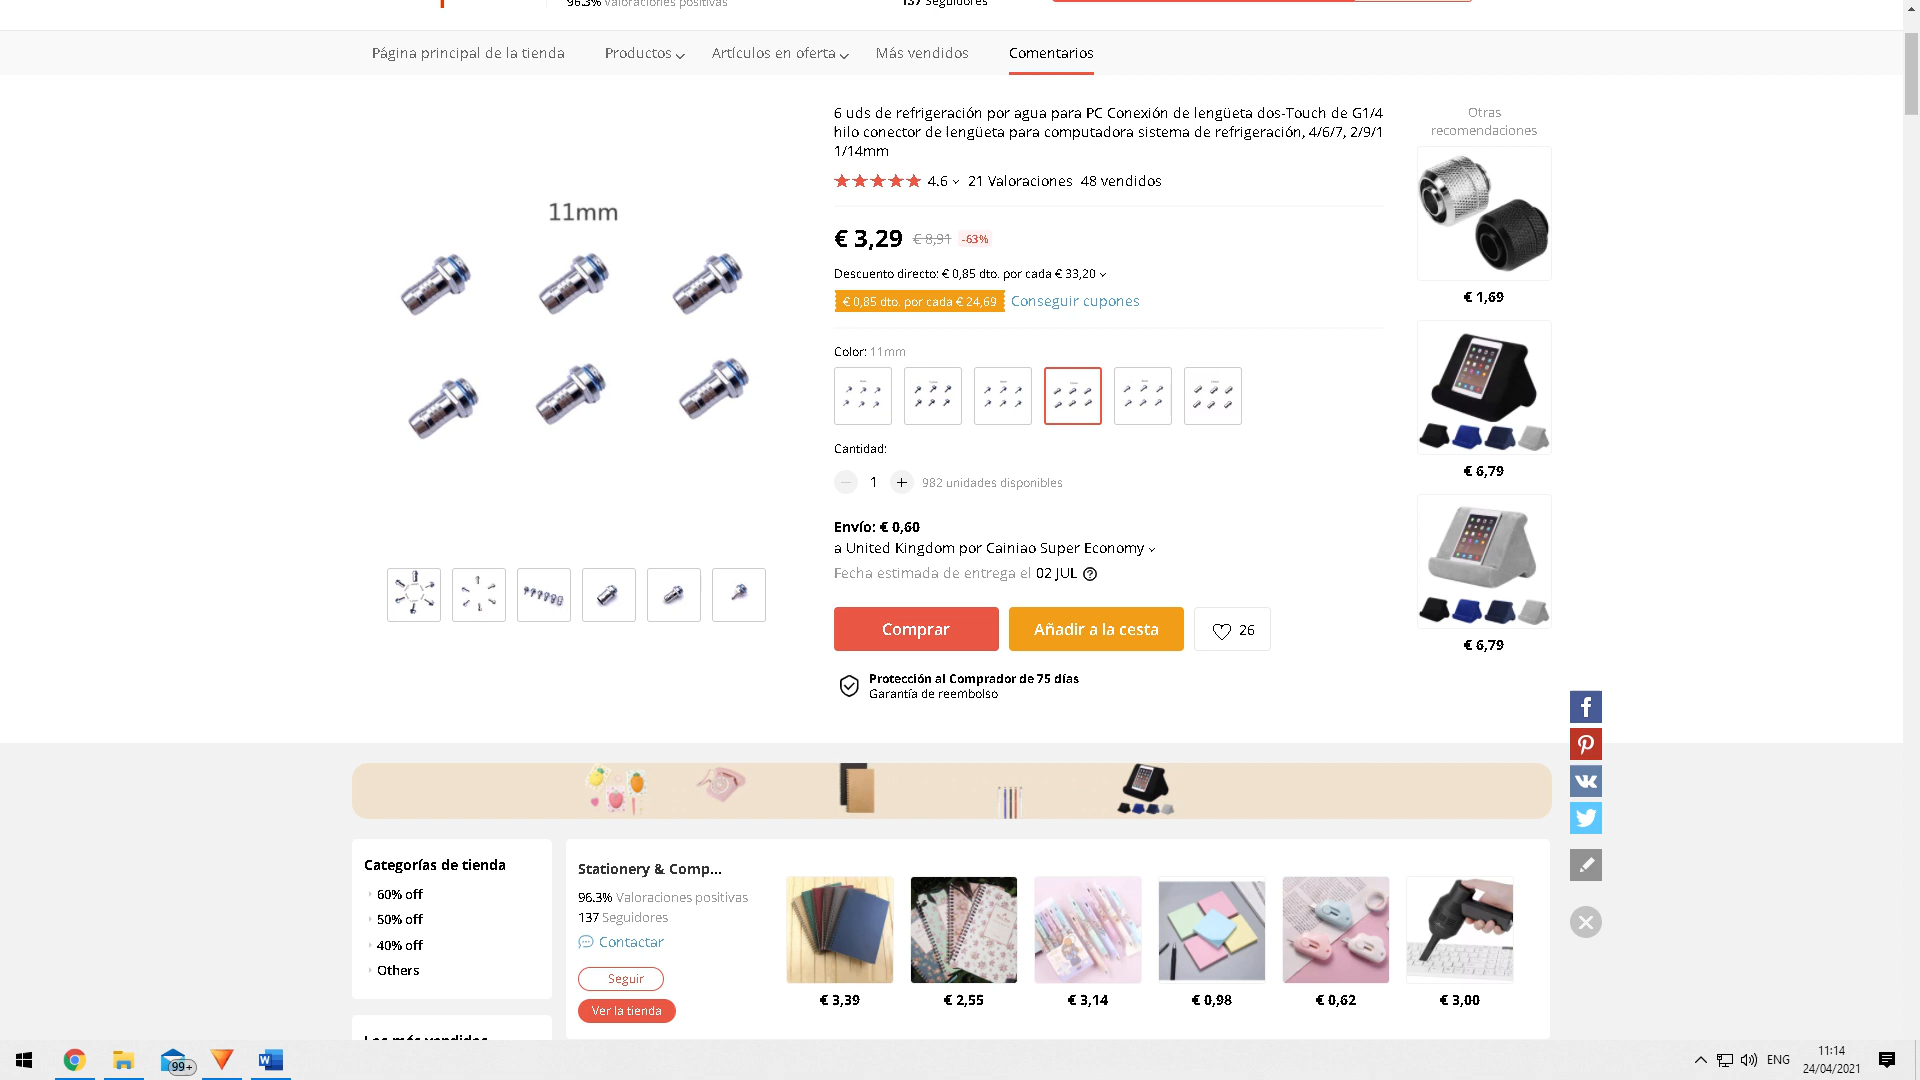 96.3% Valoraciones positivas
137 Seguidores
Página principal de la tienda
Productos
Artículos en oferta
Más vendidos
Comentarios
11mm
6 uds de refrigeración por agua para PC Conexión de lengüeta dos-Touch de G1/4
hilo conector de lengüeta para computadora sistema de refrigeración, 4/6/7, 2/9/1
1/14mm
4.6 21 Valoraciones 48 vendidos
€ 3,29 € 8,91 -63%
Descuento directo: € 0,85 dto. por cada € 33,20
€ 0,85 dto. por cada € 24,69 Conseguir cupones
Color: 11mm
Cantidad:
1 982 unidades disponibles
Envío: € 0,60
a United Kingdom por Cainiao Super Economy
Fecha estimada de entrega el 02 JUL
Comprar
Añadir a la cesta
26
Protección al Comprador de 75 días
Garantía de reembolso
Otras
recomendaciones
€ 1,69
€ 6,79
€ 6,79
Categorías de tienda
60% off
50% off
40% off
Others
Los más vendidos
Stationery & Comp...
96.3% Valoraciones positivas
137 Seguidores
Contactar
Seguir
Ver la tienda
€ 3,39
€ 2,55
€ 3,14
€ 0,98
€ 0,62
€ 3,00
99+
ENG
11:14
24/04/2021